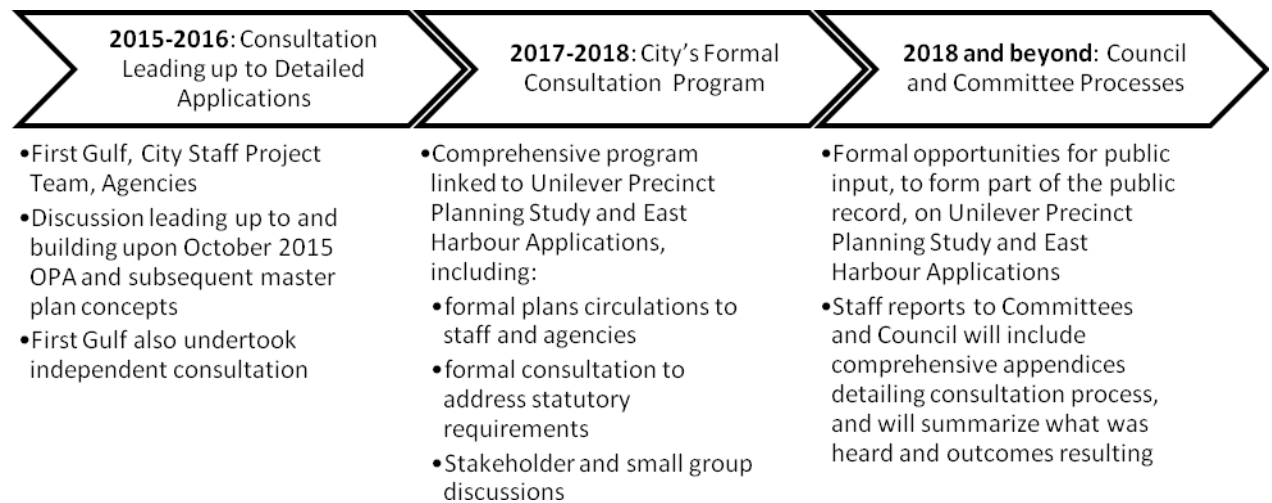 2015-2016: Consultation
Leading up to Detailed
Applications
•First Gulf, City Staff Project
Team, Agencies
•Discussion leading up to and
building upon October 2015
OPA and subsequent master
plan concepts
•First Gulf also undertook
independent consultation
2017-2018: City's Formal
Consultation Program
•Comprehensive program
linked to Unilever Precinct
Planning Study and East
Harbour Applications,
including:
•formal plans circulations to
staff and agencies
•formal consultation to
address statutory
requirements
•Stakeholder and small group
discussions
2018 and beyond: Council
and Committee Processes
•Formal opportunities for public
input, to form part of the public
record, on Unilever Precinct
Planning Study and East
Harbour Applications
•Staff reports to Committees
and Council will include
comprehensive appendices
detailing consultation process,
and will summarize what was
heard and outcomes resulting